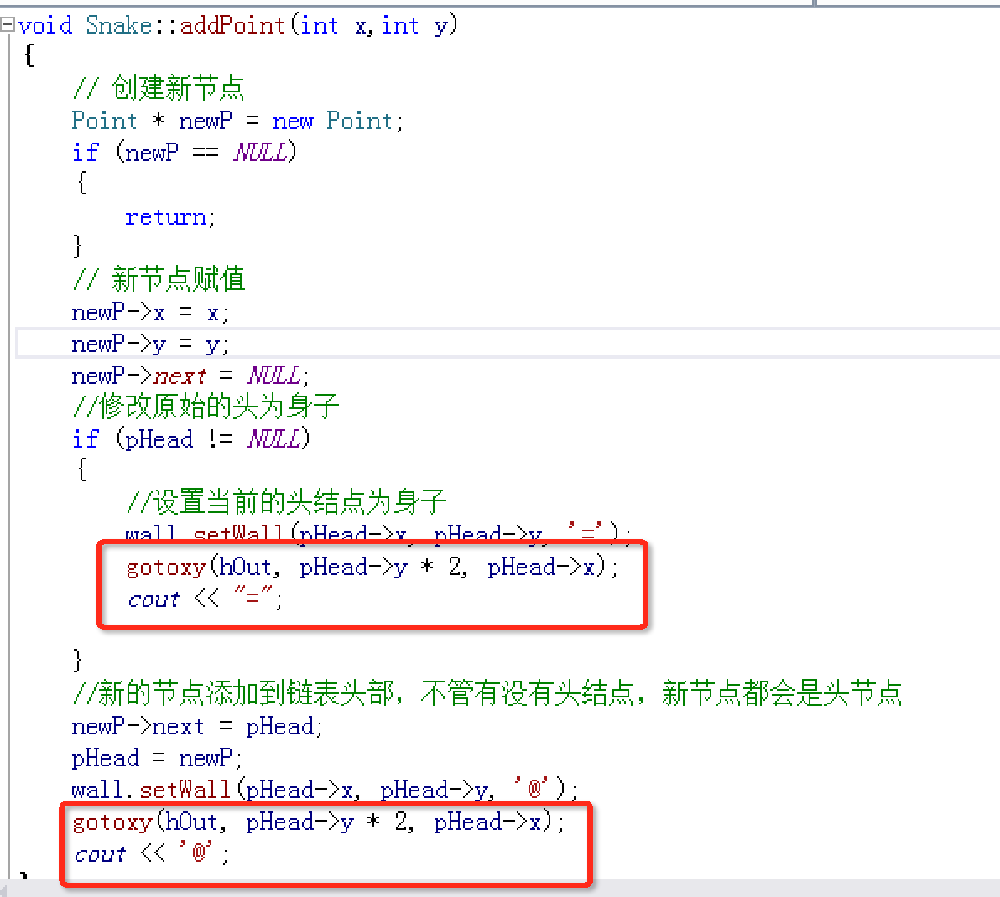 void Snake::addPoint(int x,int y)
{
// 创建新节点
Point * newP = new Point;
if (newP == NULL)
{
return;
}
// 新节点赋值
newP->x = x;
newP->y = y;
newP->next = NULL;
//修改原始的头为身子
if (pHead != NULL)
{
//设置当前的头结点为身子
wall.setWall(pHead->x, pHead->y, '=');
gotoxy(hOut, pHead->y * 2, pHead->x);
cout << "=";
}
//新的节点添加到链表头部，不管有没有头结点，新节点都会是头节点
newP->next = pHead;
pHead = newP;
wall.setWall(pHead->x, pHead->y, '@');
gotoxy(hOut, pHead->y * 2, pHead->x);
cout << '@';
}